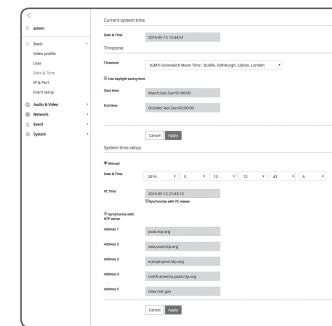 admin
Basic
Video profile
User
Date & Time
IP & Port
Event setup
Audio & Video
Network
Event
System
Current system time
Date & Time 2016-05-12 12:44:51
Timezone
Timezone (GMT) Greenwich Mean Time : Dublin, Edinburgh, Lisbon, London
Use daylight saving time
Start time March/last.Sun/01:00:00
End time October/last.Sun/02:00:00
Cancel Apply
System time setup
Manual
Date & Time 2016 5 12 12 43 6
PC Time 2016-05-12 21:43:15
Synchronize with PC viewer
Synchronize with
NTP server
Address 1 pool.ntp.org
Address 2 asia.pool.ntp.org
Address 3 europe.pool.ntp.org
Address 4 north-america.pool.ntp.org
Address 5 time.nist.gov
Cancel Apply